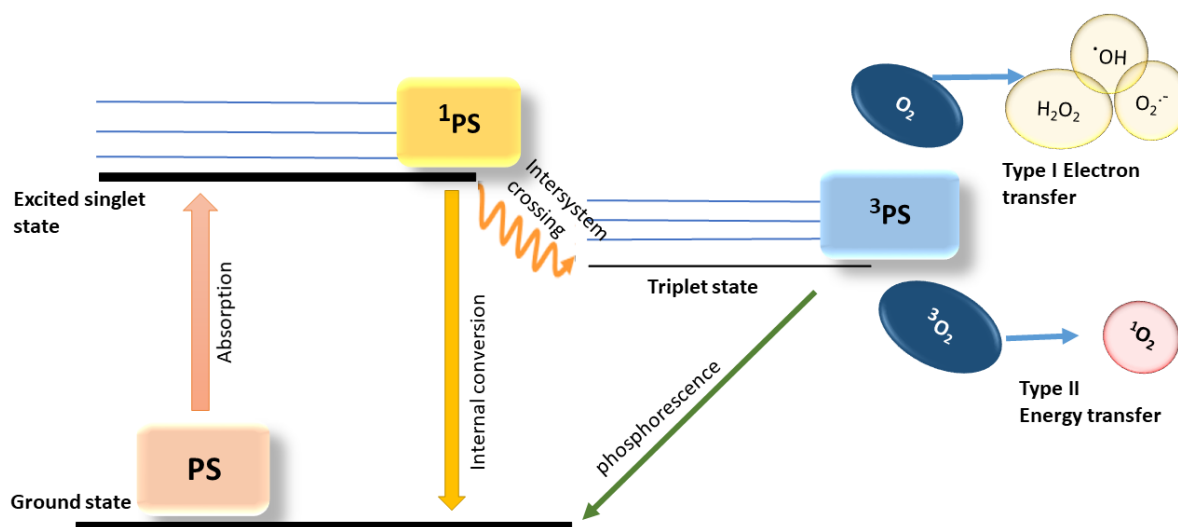 ¹PS
Excited singlet
state
Absorption
PS
Ground state
Internal conversion
Intersystem
crossing
Triplet state
phosphorescence
³PS
O₂
H₂O₂
˙OH
O₂˙⁻
Type I Electron
transfer
³O₂
¹O₂
Type II
Energy transfer